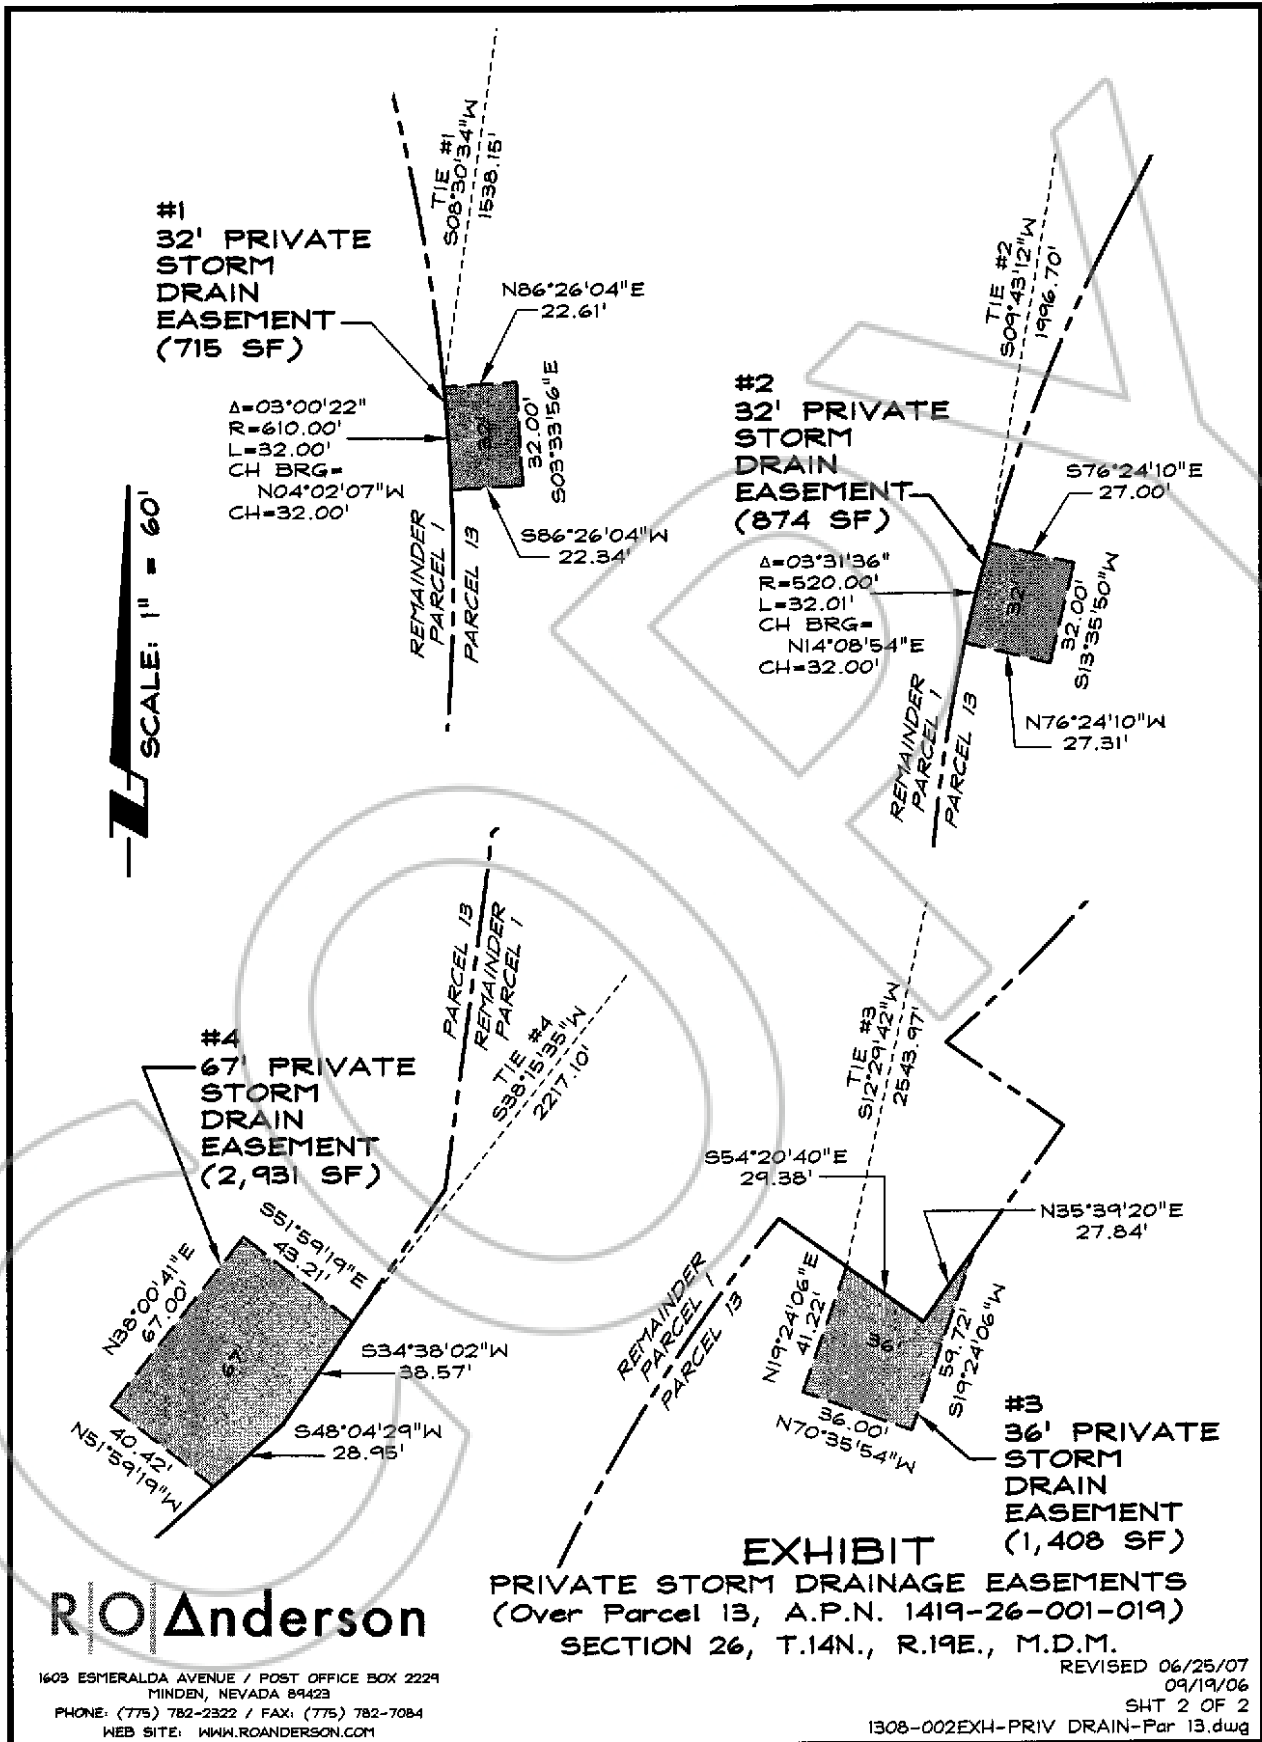 TIE #1
S08°30'34"W
1538.15'
#1
32' PRIVATE
STORM
DRAIN
EASEMENT
(715 SF)
N86°26'04"E
22.61'
Δ=03°00'22"
R=610.00'
L=32.00'
CH BRG=
N04°02'07"W
CH=32.00'
32'
32.00'
S03°33'56"E
S86°26'04"W
22.34'
REMAINDER
PARCEL 1
PARCEL 13
SCALE: 1" = 60'
TIE #2
S09°43'12"W
1996.70'
#2
32' PRIVATE
STORM
DRAIN
EASEMENT
(874 SF)
S76°24'10"E
27.00'
Δ=03°31'36"
R=520.00'
L=32.01'
CH BRG=
N14°08'54"E
CH=32.00'
32'
32.00'
S13°35'50"W
N76°24'10"W
27.31'
REMAINDER
PARCEL 1
PARCEL 13
PARCEL 13
REMAINDER
PARCEL 1
TIE #4
S38°15'35"W
2217.10'
#4
67' PRIVATE
STORM
DRAIN
EASEMENT
(2,931 SF)
S51°59'19"E
43.21'
N38°00'41"E
67.00'
67'
S34°38'02"W
38.57'
S48°04'29"W
28.95'
40.42'
N51°59'19"W
TIE #3
S12°29'42"W
2543.97'
S54°20'40"E
29.38'
N35°39'20"E
27.84'
REMAINDER
PARCEL 1
PARCEL 13
N19°24'06"E
41.22'
36'
59.72'
S19°24'06"W
36.00'
N70°35'54"W
#3
36' PRIVATE
STORM
DRAIN
EASEMENT
(1,408 SF)
EXHIBIT
PRIVATE STORM DRAINAGE EASEMENTS
(Over Parcel 13, A.P.N. 1419-26-001-019)
SECTION 26, T.14N., R.19E., M.D.M.
R|O|Anderson
1603 ESMERALDA AVENUE / POST OFFICE BOX 2229
MINDEN, NEVADA 89423
PHONE: (775) 782-2322 / FAX: (775) 782-7084
WEB SITE: WWW.ROANDERSON.COM
REVISED 06/25/07
09/19/06
SHT 2 OF 2
1308-002EXH-PRIV DRAIN-Par 13.dwg
COPY